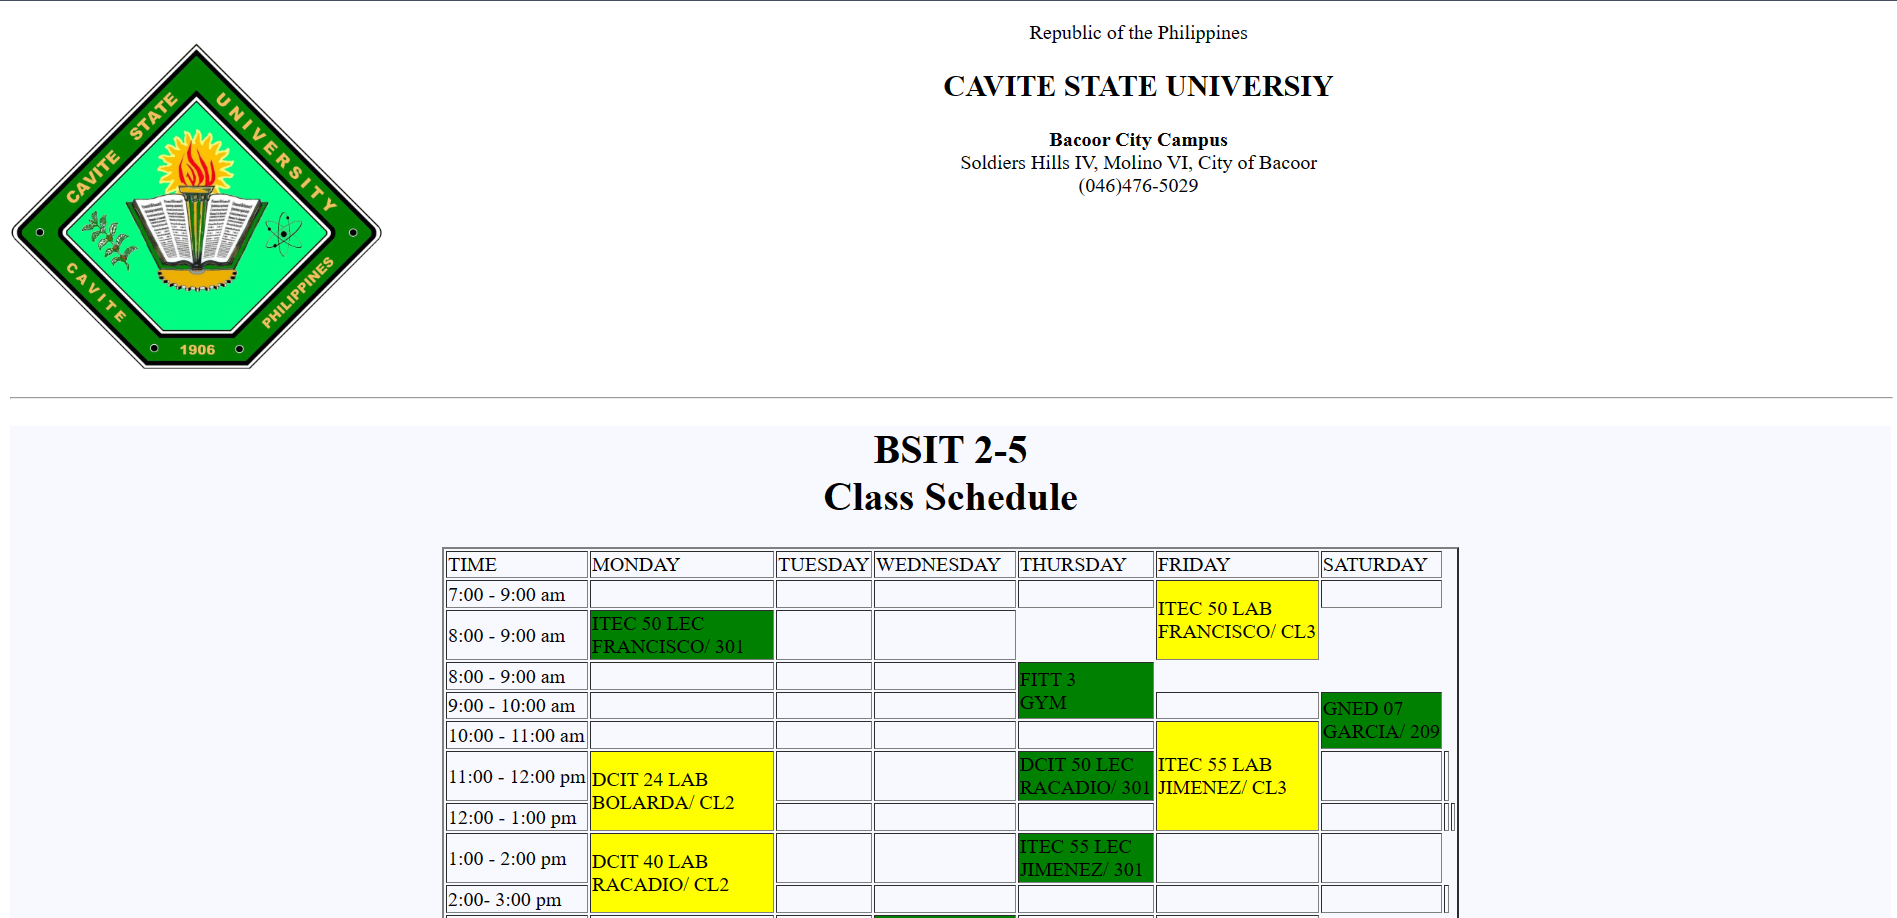 CAVITE STATE UNIVERSITY
CAVITE PHILIPPINES
1906
Republic of the Philippines
CAVITE STATE UNIVERSIY
Bacoor City Campus
Soldiers Hills IV, Molino VI, City of Bacoor
(046)476-5029
BSIT 2-5
Class Schedule
TIME MONDAY TUESDAY WEDNESDAY THURSDAY FRIDAY SATURDAY
7:00 - 9:00 am
ITEC 50 LAB
FRANCISCO/ CL3
8:00 - 9:00 am
ITEC 50 LEC
FRANCISCO/ 301
8:00 - 9:00 am
FITT 3
GYM
9:00 - 10:00 am
GNED 07
GARCIA/ 209
10:00 - 11:00 am
ITEC 55 LAB
JIMENEZ/ CL3
11:00 - 12:00 pm
DCIT 24 LAB
BOLARDA/ CL2
DCIT 50 LEC
RACADIO/ 301
12:00 - 1:00 pm
1:00 - 2:00 pm
DCIT 40 LAB
RACADIO/ CL2
ITEC 55 LEC
JIMENEZ/ 301
2:00- 3:00 pm